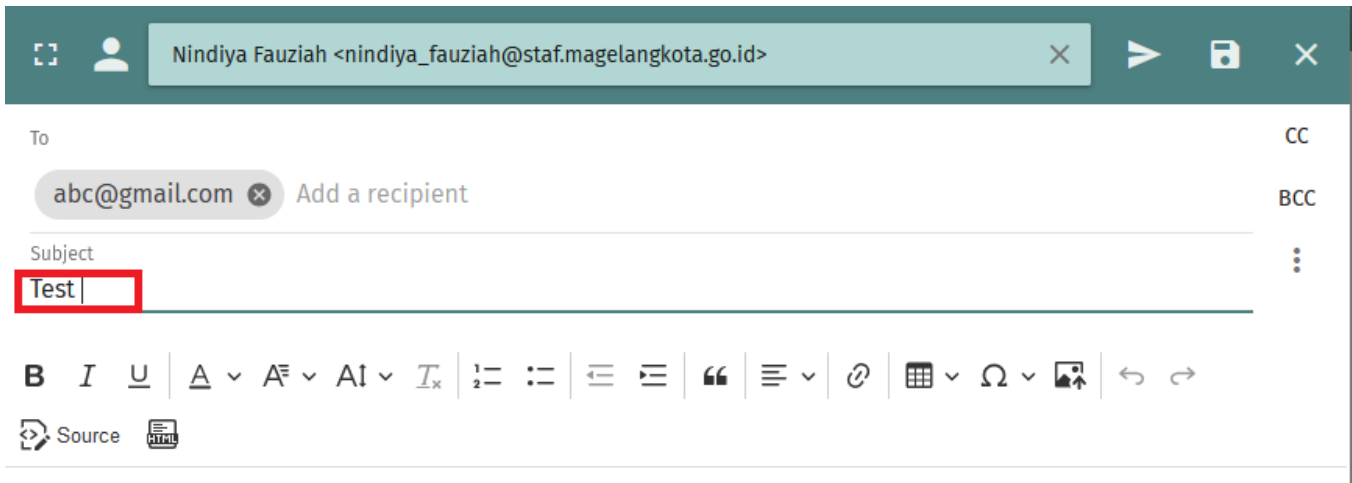 Nindiya Fauziah <nindiya_fauziah@staf.magelangkota.go.id>
To
CC
abc@gmail.com Add a recipient
BCC
Subject
Test
B I U A A A I Tx Ω
Source HTML